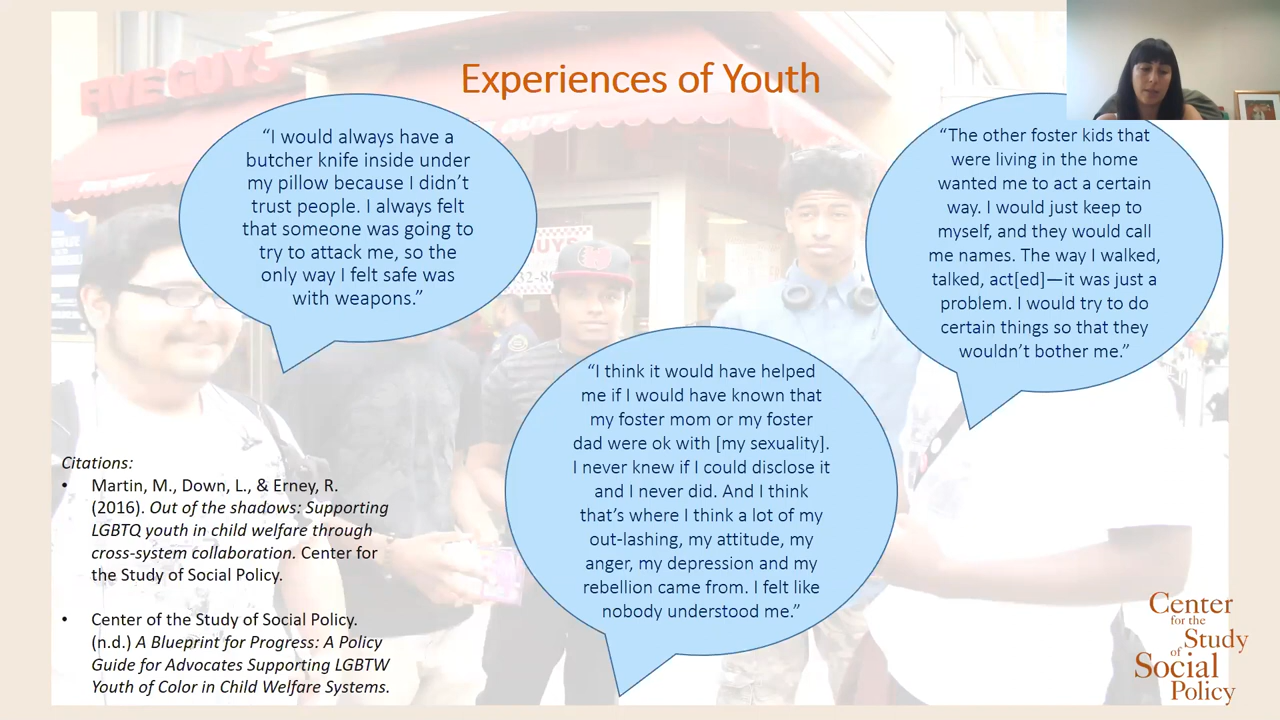 FIVE GUYS
Experiences of Youth
“I would always have a
butcher knife inside under
my pillow because I didn’t
trust people. I always felt
that someone was going to
try to attack me, so the
only way I felt safe was
with weapons.”
“The other foster kids that
were living in the home
wanted me to act a certain
way. I would just keep to
myself, and they would call
me names. The way I walked,
talked, act[ed]—it was just a
problem. I would try to do
certain things so that they
wouldn’t bother me.”
“I think it would have helped
me if I would have known that
my foster mom or my foster
dad were ok with [my sexuality].
I never knew if I could disclose it
and I never did. And I think
that’s where I think a lot of my
out-lashing, my attitude, my
anger, my depression and my
rebellion came from. I felt like
nobody understood me.”
Citations:
• Martin, M., Down, L., & Erney, R.
(2016). Out of the shadows: Supporting
LGBTQ youth in child welfare through
cross-system collaboration. Center for
the Study of Social Policy.
• Center of the Study of Social Policy.
(n.d.) A Blueprint for Progress: A Policy
Guide for Advocates Supporting LGBTW
Youth of Color in Child Welfare Systems.
Center
for the
Study
of
Social
Policy